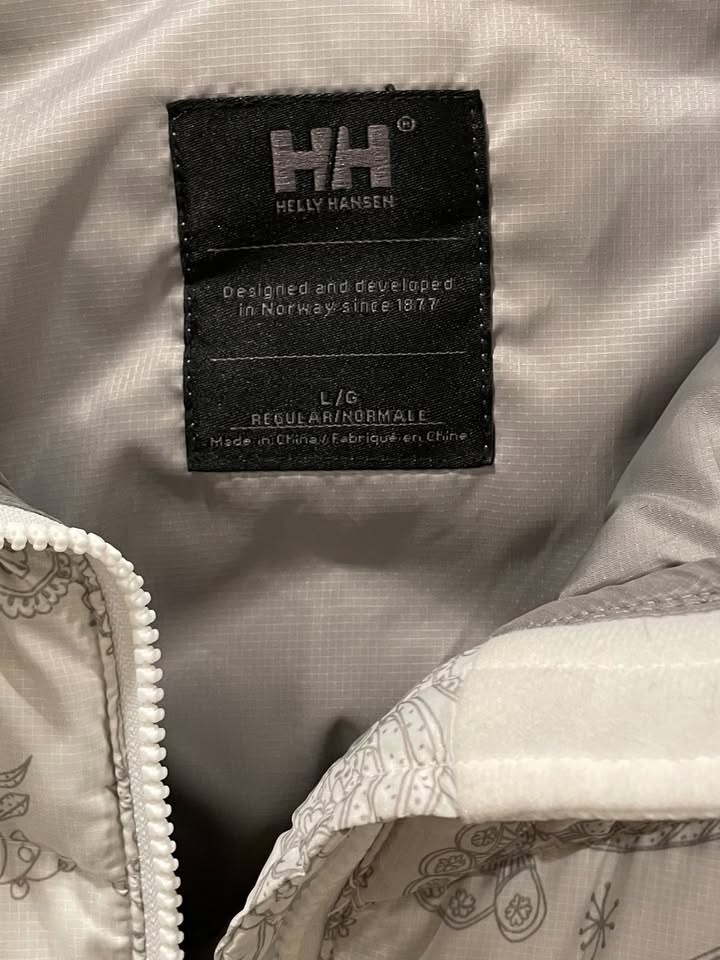 HH®
HELLY HANSEN
Designed and developed
in Norway since 1877
L/G
REGULAR/NORMALE
Made in China/Fabriqué en Chine